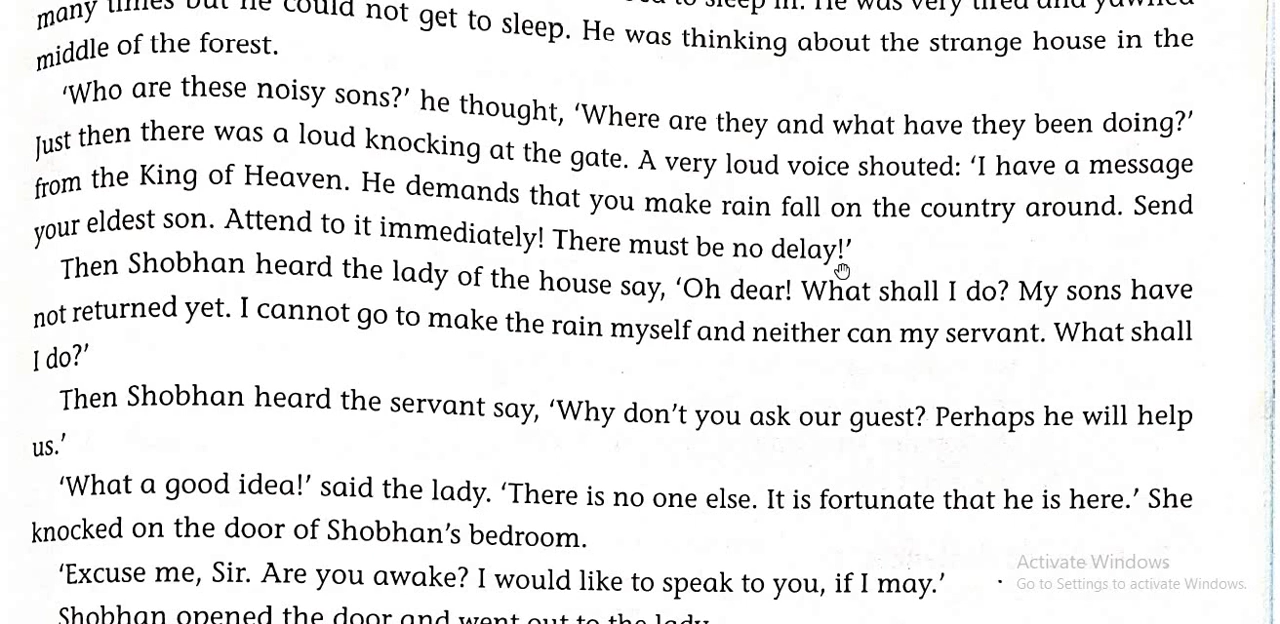 many times but he could not get to sleep. He was thinking about the strange house in the
middle of the forest.
‘Who are these noisy sons?’ he thought, ‘Where are they and what have they been doing?’
Just then there was a loud knocking at the gate. A very loud voice shouted: ‘I have a message
from the King of Heaven. He demands that you make rain fall on the country around. Send
your eldest son. Attend to it immediately! There must be no delay!’
Then Shobhan heard the lady of the house say, ‘Oh dear! What shall I do? My sons have
not returned yet. I cannot go to make the rain myself and neither can my servant. What shall
I do?’
Then Shobhan heard the servant say, ‘Why don’t you ask our guest? Perhaps he will help
us.’
‘What a good idea!’ said the lady. ‘There is no one else. It is fortunate that he is here.’ She
knocked on the door of Shobhan’s bedroom.
‘Excuse me, Sir. Are you awake? I would like to speak to you, if I may.’
Shobhan opened the door and went out to the lady.
Activate Windows
Go to Settings to activate Windows.